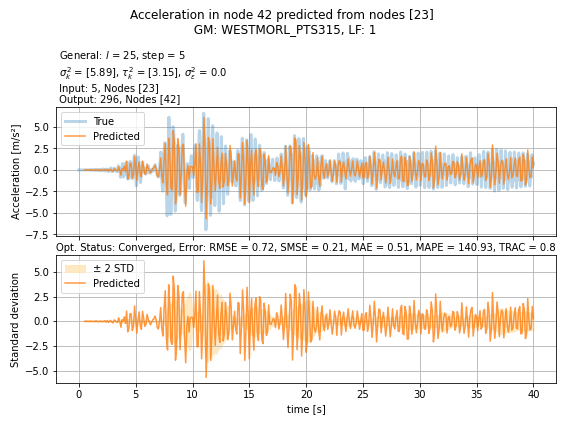 Acceleration in node 42 predicted from nodes [23]
GM: WESTMORL_PTS315, LF: 1
General: l = 25, step = 5
σ²ₖ = [5.89], τ²ₖ = [3.15], σ²ε = 0.0
Input: 5, Nodes [23]
Output: 296, Nodes [42]
Acceleration [m/s²]
5.0
2.5
0.0
−2.5
−5.0
−7.5
True
Predicted
Opt. Status: Converged, Error: RMSE = 0.72, SMSE = 0.21, MAE = 0.51, MAPE = 140.93, TRAC = 0.8
Standard deviation
5.0
2.5
0.0
−2.5
−5.0
± 2 STD
Predicted
0 5 10 15 20 25 30 35 40
time [s]